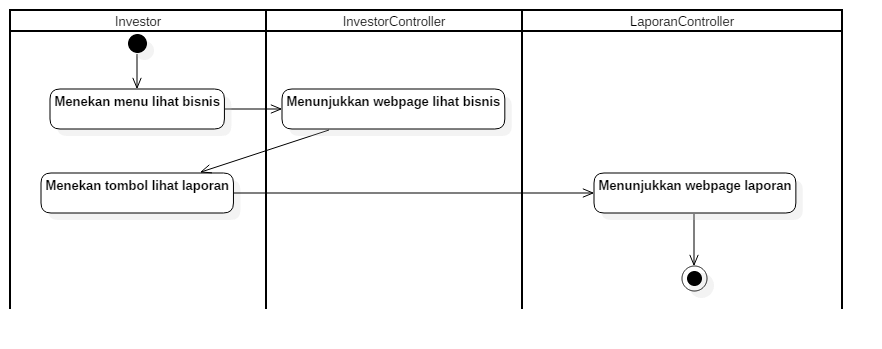 Investor
InvestorController
LaporanController
Menekan menu lihat bisnis
Menunjukkan webpage lihat bisnis
Menekan tombol lihat laporan
Menunjukkan webpage laporan